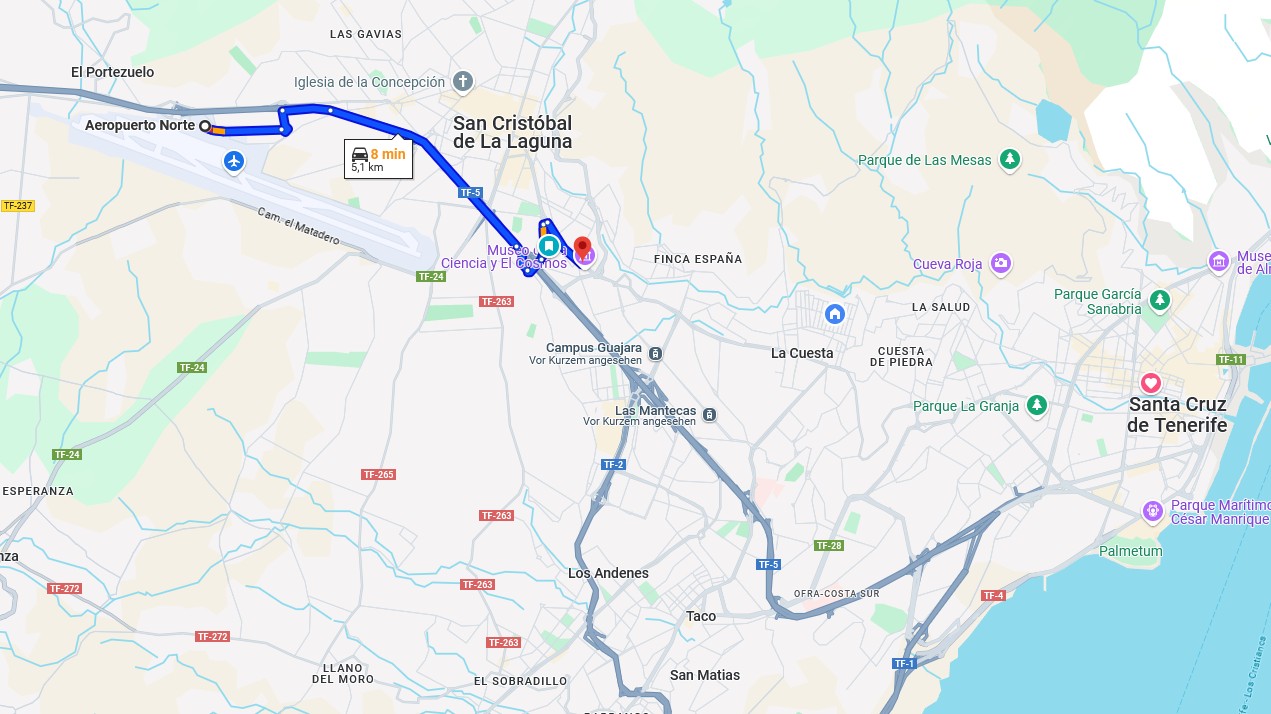 LAS GAVIAS
El Portezuelo
Iglesia de la Concepción
Aeropuerto Norte
San Cristóbal
de La Laguna
8 min
5,1 km
Parque de Las Mesas
TF-5
TF-237
Cam. el Matadero
Museo de la
Ciencia y El Cosmos
FINCA ESPAÑA
Cueva Roja
TF-24
TF-263
Parque García
Sanabria
LA SALUD
Campus Guajara
Vor Kurzem angesehen
La Cuesta
CUESTA
DE PIEDRA
TF-11
TF-24
Las Mantecas
Vor Kurzem angesehen
Parque La Granja
Santa Cruz
de Tenerife
TF-24
TF-265
TF-2
ESPERANZA
TF-263
Parque Marítimo
César Manrique
TF-28
Palmetum
nza
TF-5
Los Andenes
TF-272
TF-263
OFRA-COSTA SUR
TF-4
Taco
TF-272
TF-263
TF-1
LLANO
DEL MORO
EL SOBRADILLO
San Matias